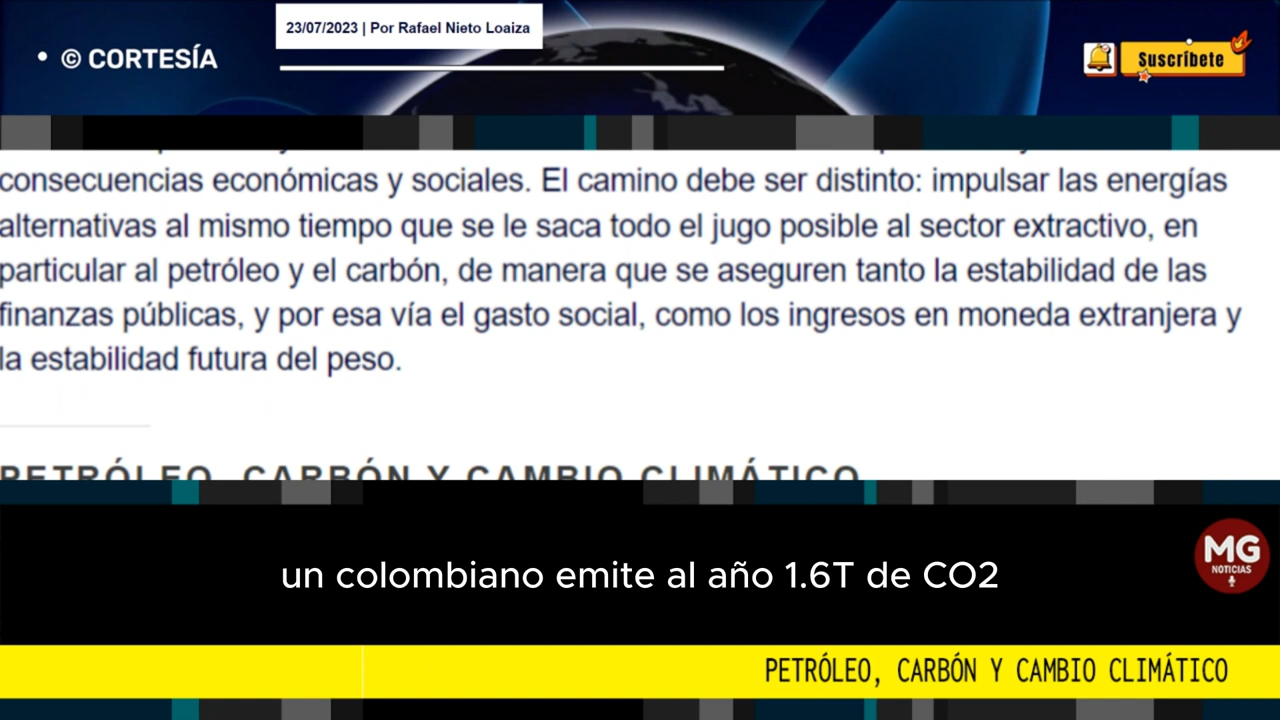 23/07/2023 | Por Rafael Nieto Loaiza
• © CORTESÍA
Suscríbete
consecuencias económicas y sociales. El camino debe ser distinto: impulsar las energías
alternativas al mismo tiempo que se le saca todo el jugo posible al sector extractivo, en
particular al petróleo y el carbón, de manera que se aseguren tanto la estabilidad de las
finanzas públicas, y por esa vía el gasto social, como los ingresos en moneda extranjera y
la estabilidad futura del peso.
PETRÓLEO, CARBÓN Y CAMBIO CLIMÁTICO
un colombiano emite al año 1.6T de CO2
MG
NOTICIAS
PETRÓLEO, CARBÓN Y CAMBIO CLIMÁTICO